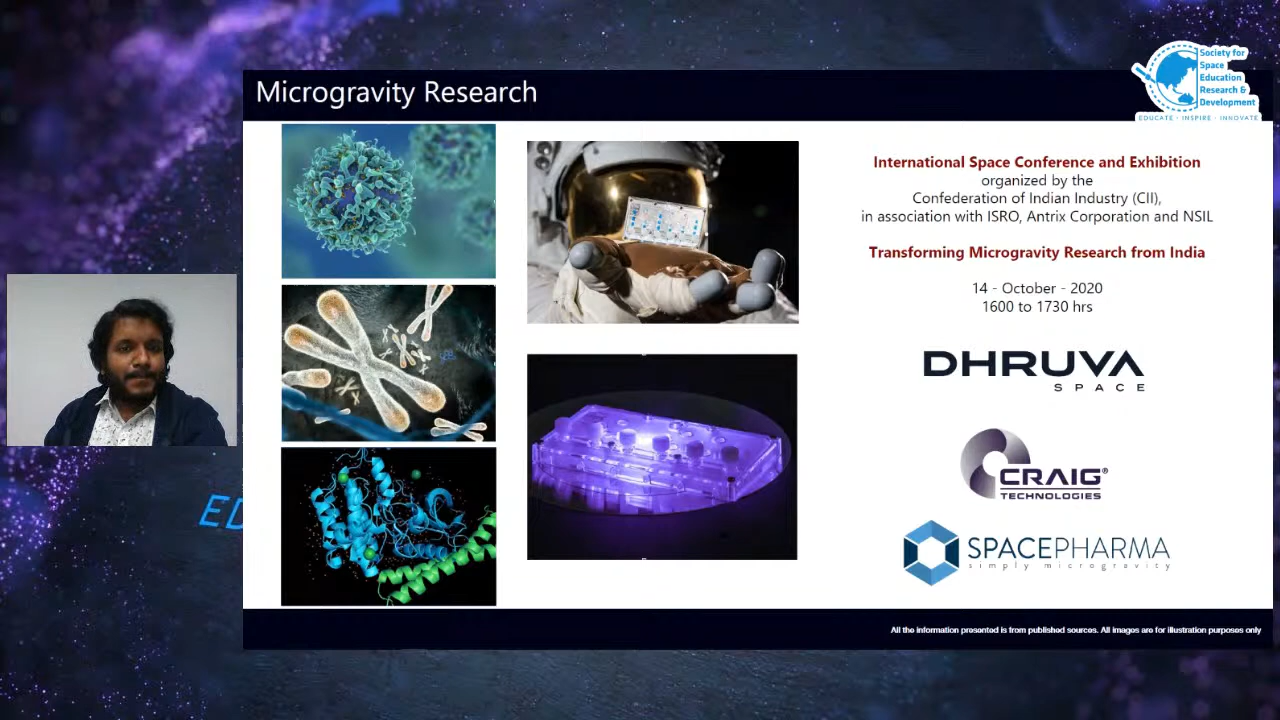 Microgravity Research
Society for
Space
Education
Research &
Development
EDUCATE · INSPIRE · INNOVATE
International Space Conference and Exhibition
organized by the
Confederation of Indian Industry (CII),
in association with ISRO, Antrix Corporation and NSIL
Transforming Microgravity Research from India
14 - October - 2020
1600 to 1730 hrs
DHRUVA
SPACE
CRAIG®
TECHNOLOGIES
SPACEPHARMA
simply microgravity
ED
All the information presented is from published sources. All images are for illustration purposes only